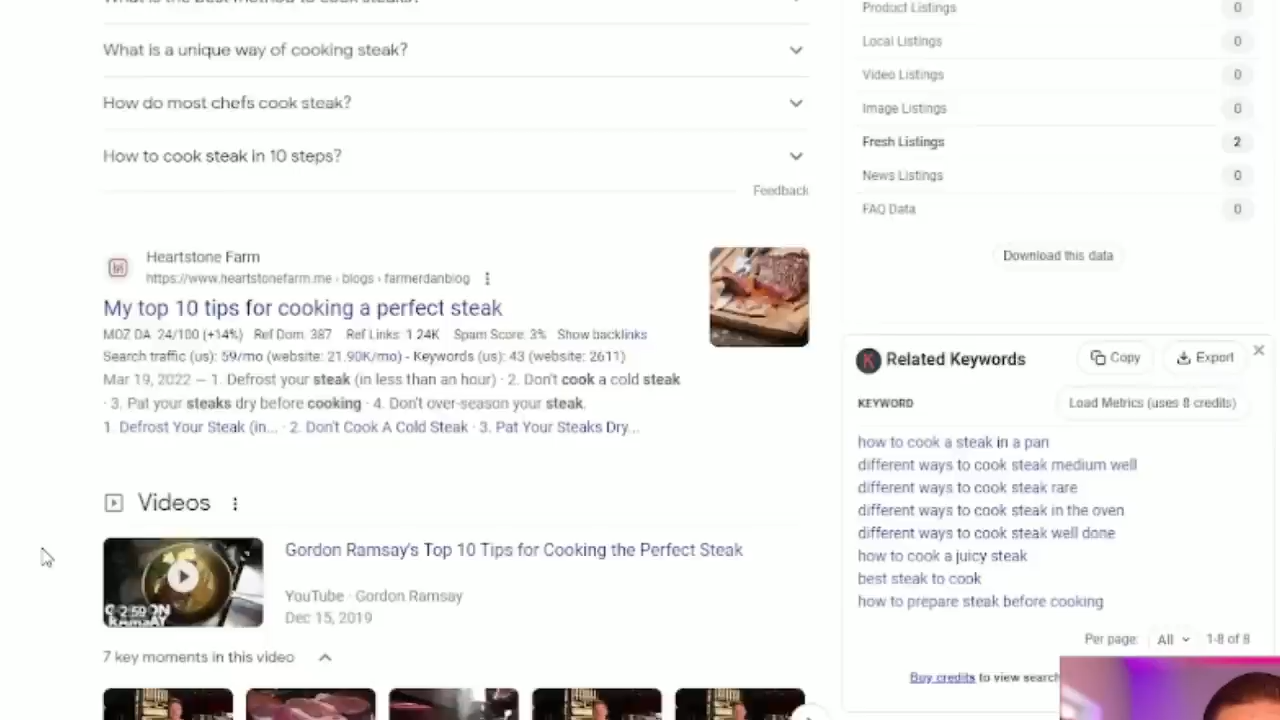 What is the best method to cook steaks?
What is a unique way of cooking steak?
How do most chefs cook steak?
How to cook steak in 10 steps?
Feedback
Heartstone Farm
https://www.heartstonefarm.me › blogs › farmerdanblog
My top 10 tips for cooking a perfect steak
MOZ DA: 24/100 (+14%) Ref Dom: 387 Ref Links: 1.24K Spam Score: 3% Show backlinks
Search traffic (us): 59/mo (website: 21.90K/mo) - Keywords (us): 43 (website: 2611)
Mar 19, 2022 — 1. Defrost your steak (in less than an hour) · 2. Don't cook a cold steak
· 3. Pat your steaks dry before cooking · 4. Don't over-season your steak.
1. Defrost Your Steak (in... · 2. Don't Cook A Cold Steak · 3. Pat Your Steaks Dry...
Videos
Gordon Ramsay's Top 10 Tips for Cooking the Perfect Steak
2:59
YouTube · Gordon Ramsay
Dec 15, 2019
7 key moments in this video
Product Listings 0
Local Listings 0
Video Listings 0
Image Listings 0
Fresh Listings 2
News Listings 0
FAQ Data 0
Download this data
K Related Keywords Copy Export
KEYWORD Load Metrics (uses 8 credits)
how to cook a steak in a pan
different ways to cook steak medium well
different ways to cook steak rare
different ways to cook steak in the oven
different ways to cook steak well done
how to cook a juicy steak
best steak to cook
how to prepare steak before cooking
Per page: All 1-8 of 8
Buy credits to view search